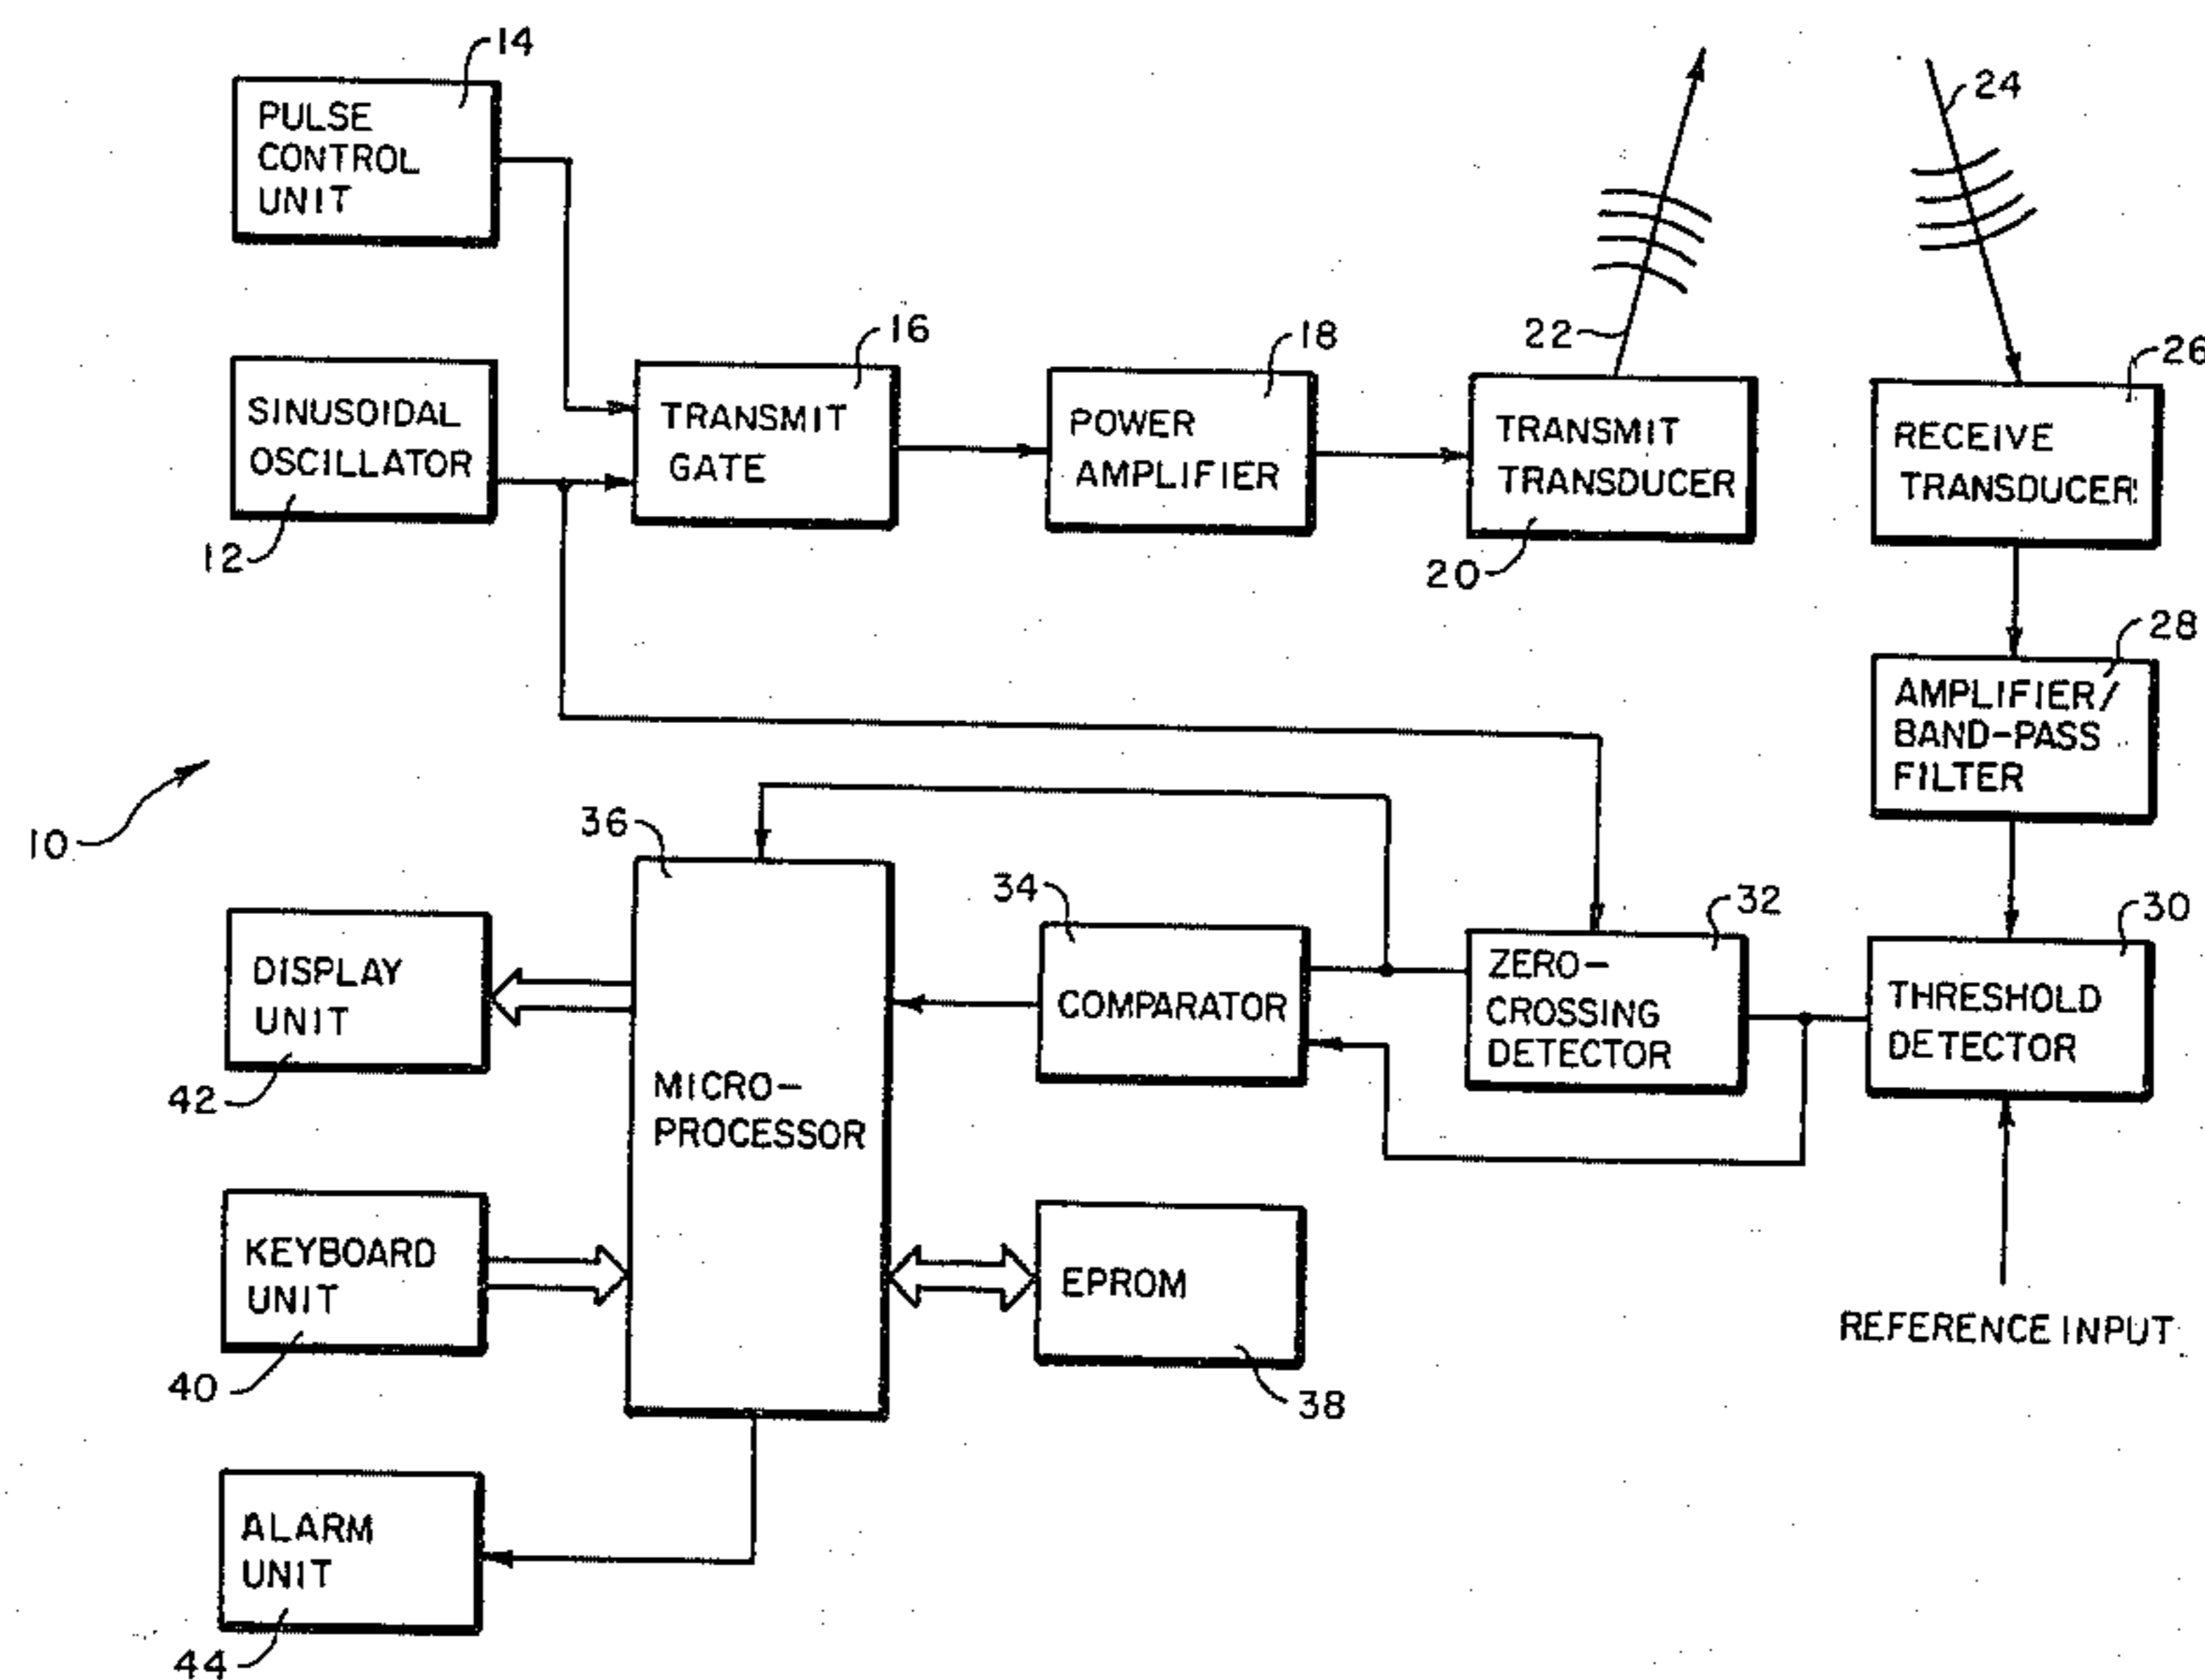 14
PULSE
CONTROL
UNIT
24
16
18
22
26
SINUSOIDAL
OSCILLATOR
TRANSMIT
GATE
POWER
AMPLIFIER
TRANSMIT
TRANSDUCER
RECEIVE
TRANSDUCER
12
20
28
AMPLIFIER/
BAND-PASS
FILTER
10
36
34
32
30
DISPLAY
UNIT
COMPARATOR
ZERO-
CROSSING
DETECTOR
THRESHOLD
DETECTOR
42
MICRO-
PROCESSOR
KEYBOARD
UNIT
EPROM
REFERENCE INPUT
40
38
ALARM
UNIT
44